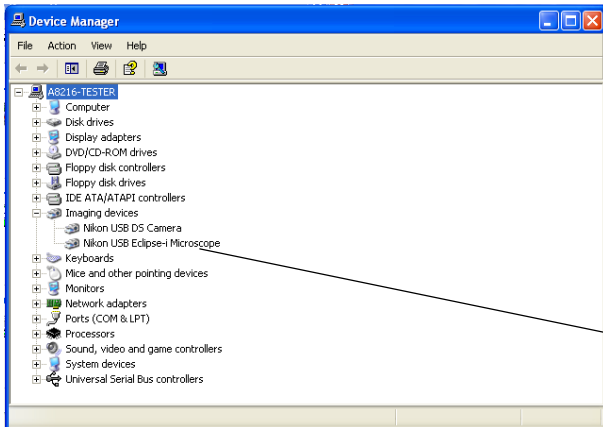 Device Manager
File Action View Help
A8216-TESTER
Computer
Disk drives
Display adapters
DVD/CD-ROM drives
Floppy disk controllers
Floppy disk drives
IDE ATA/ATAPI controllers
Imaging devices
Nikon USB DS Camera
Nikon USB Eclipse-i Microscope
Keyboards
Mice and other pointing devices
Monitors
Network adapters
Ports (COM & LPT)
Processors
Sound, video and game controllers
System devices
Universal Serial Bus controllers